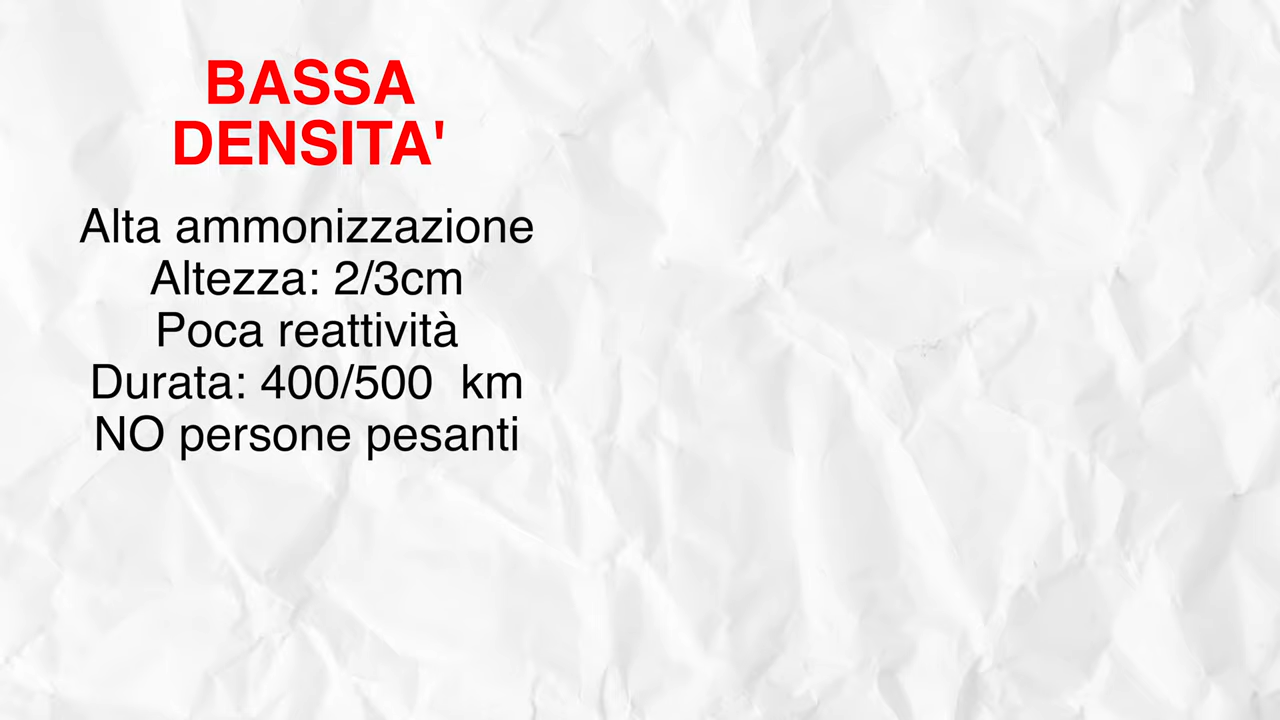 BASSA
DENSITA'
Alta ammonizzazione
Altezza: 2/3cm
Poca reattività
Durata: 400/500  km
NO persone pesanti